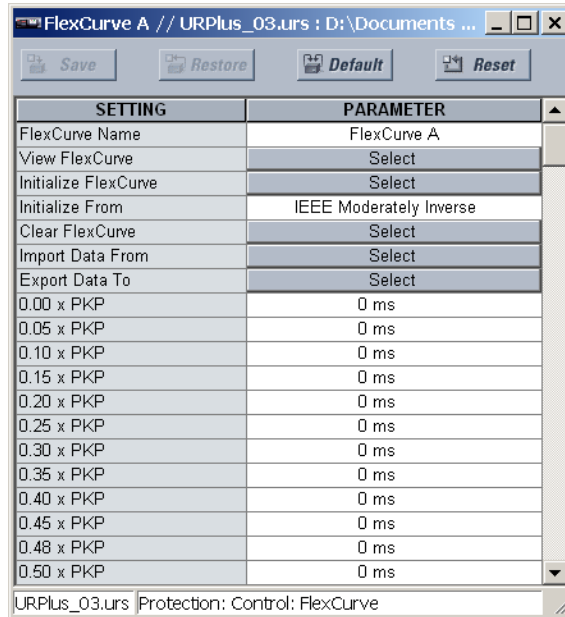 FlexCurve A // URPlus_03.urs : D:\Documents ...
Save Restore Default Reset
SETTING PARAMETER
FlexCurve Name FlexCurve A
View FlexCurve Select
Initialize FlexCurve Select
Initialize From IEEE Moderately Inverse
Clear FlexCurve Select
Import Data From Select
Export Data To Select
0.00 x PKP 0 ms
0.05 x PKP 0 ms
0.10 x PKP 0 ms
0.15 x PKP 0 ms
0.20 x PKP 0 ms
0.25 x PKP 0 ms
0.30 x PKP 0 ms
0.35 x PKP 0 ms
0.40 x PKP 0 ms
0.45 x PKP 0 ms
0.48 x PKP 0 ms
0.50 x PKP 0 ms
URPlus_03.urs Protection: Control: FlexCurve